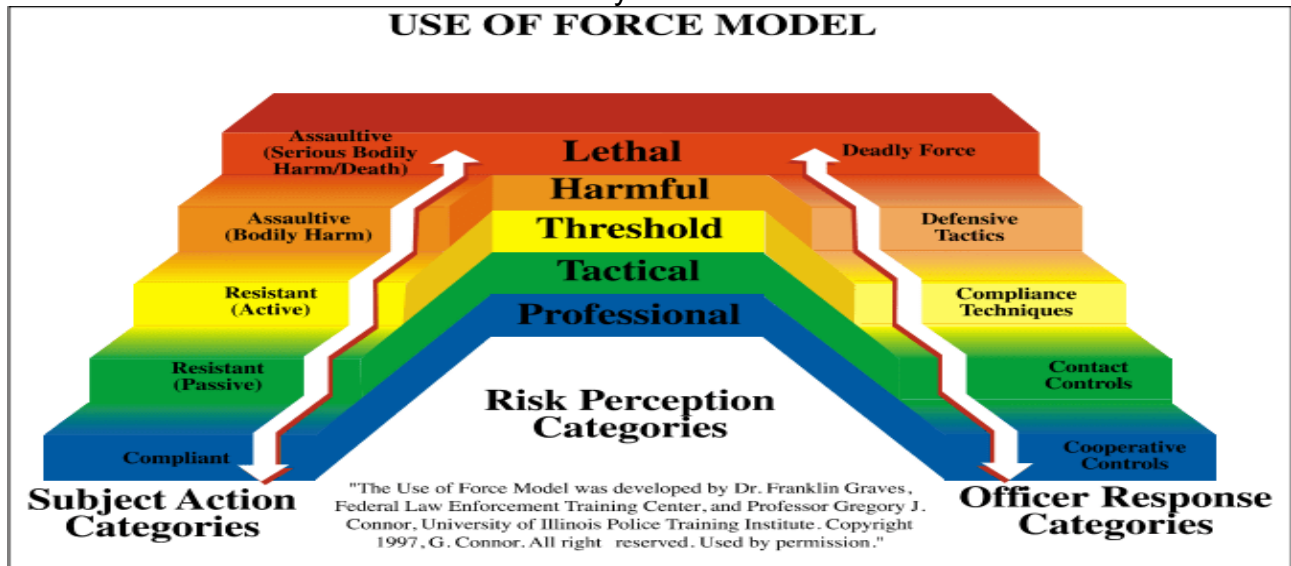 USE OF FORCE MODEL
Assaultive
(Serious Bodily
Harm/Death)
Lethal
Deadly Force
Assaultive
(Bodily Harm)
Harmful
Defensive
Tactics
Resistant
(Active)
Threshold
Compliance
Techniques
Resistant
(Passive)
Tactical
Contact
Controls
Compliant
Professional
Cooperative
Controls
Risk Perception
Categories
Subject Action
Categories
"The Use of Force Model was developed by Dr. Franklin Graves,
Federal Law Enforcement Training Center, and Professor Gregory J.
Connor, University of Illinois Police Training Institute. Copyright
1997, G. Connor. All right reserved. Used by permission."
Officer Response
Categories